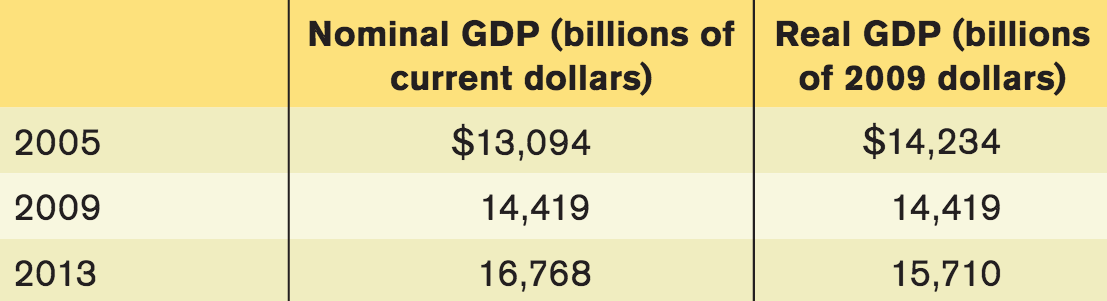 Nominal GDP (billions of current dollars) Real GDP (billions of 2009 dollars)
2005 $13,094 $14,234
2009 14,419 14,419
2013 16,768 15,710